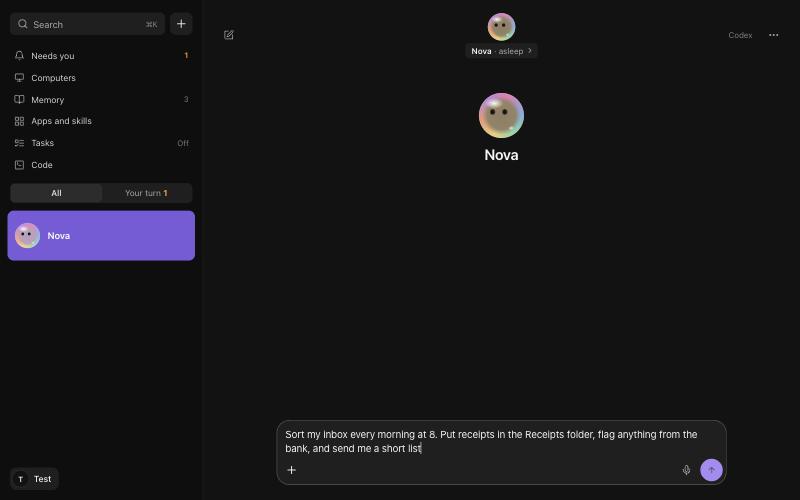 Search ⌘K
Needs you 1
Computers
Memory 3
Apps and skills
Tasks Off
Code
All Your turn 1
Nova
T Test
Nova · asleep
Codex
Nova
Sort my inbox every morning at 8. Put receipts in the Receipts folder, flag anything from the
bank, and send me a short list